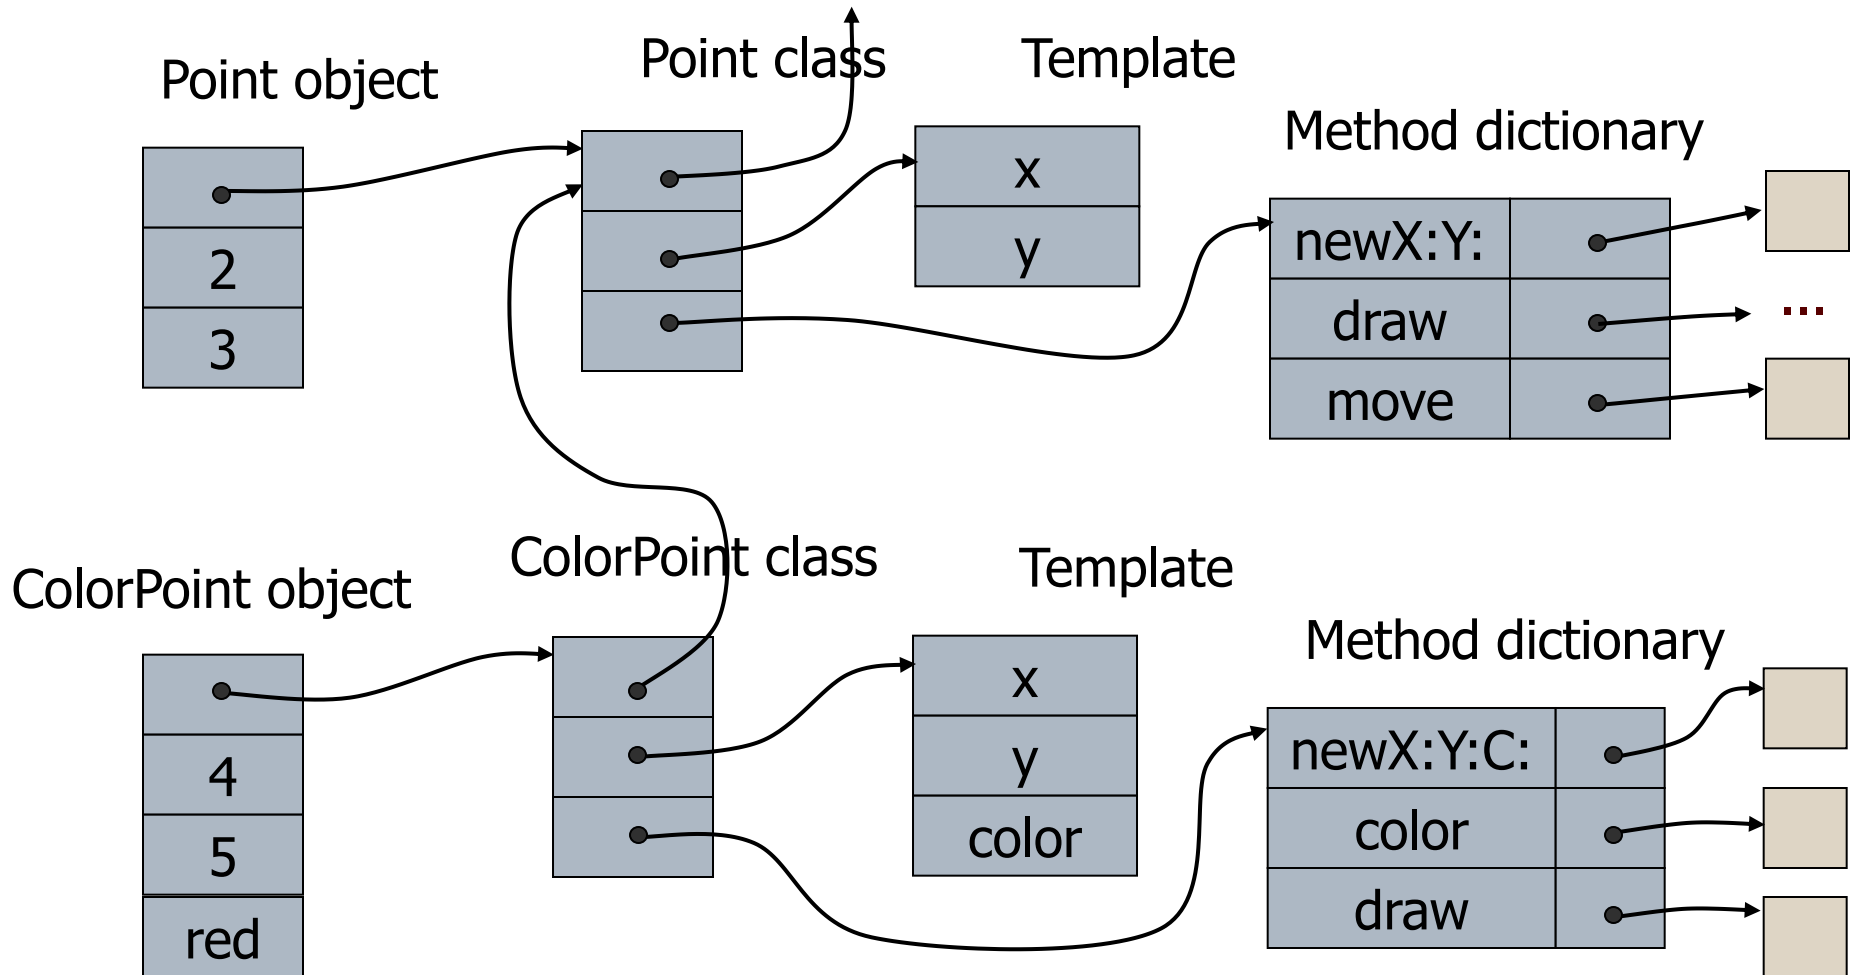 Point object
Point class
Template
Method dictionary
2
3
x
y
newX:Y:
draw
move
...
ColorPoint object
ColorPoint class
Template
Method dictionary
4
5
red
x
y
color
newX:Y:C:
color
draw